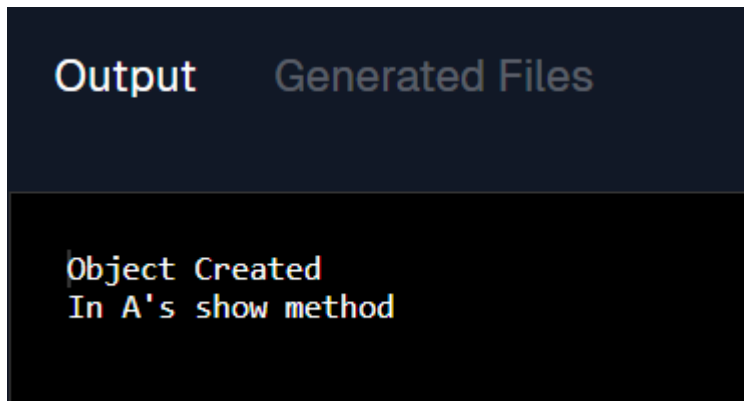 Output Generated Files
Object Created
In A's show method